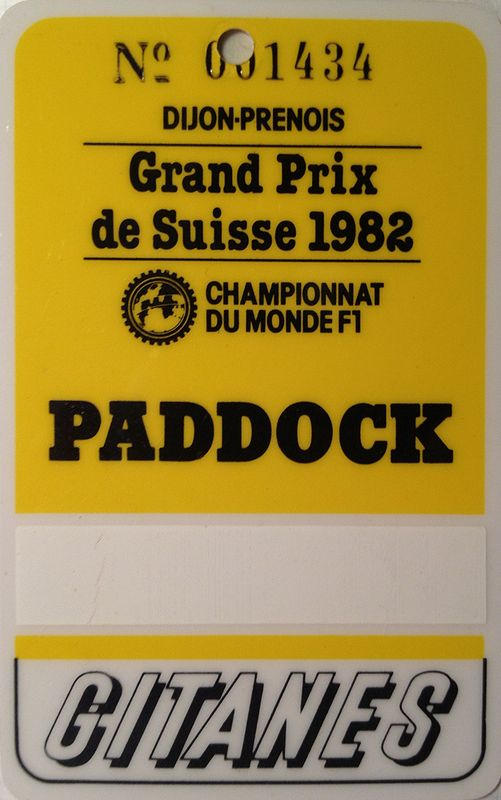 Nº 001434
DIJON-PRENOIS
Grand Prix
de Suisse 1982
CHAMPIONNAT
DU MONDE F1
PADDOCK
GITANES